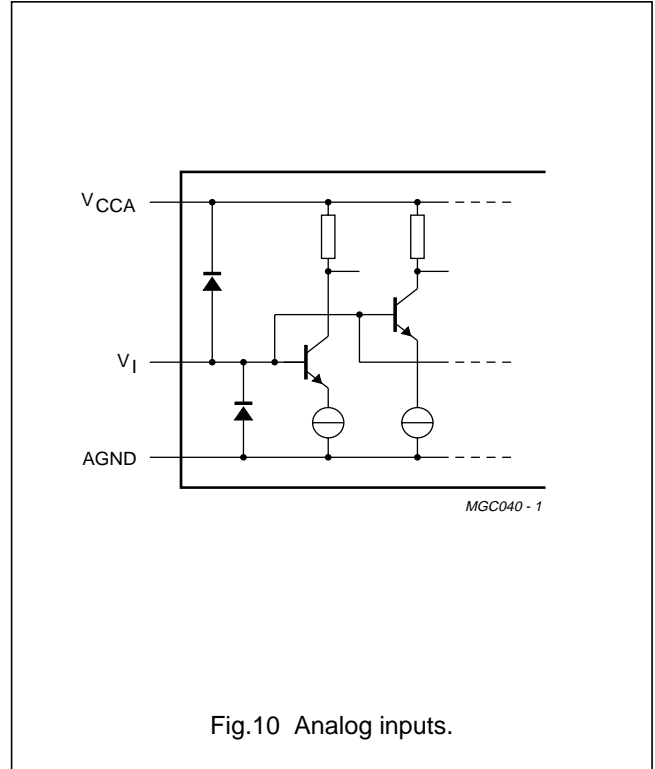 VCCA
VI
AGND
MGC040 - 1
Fig.10 Analog inputs.